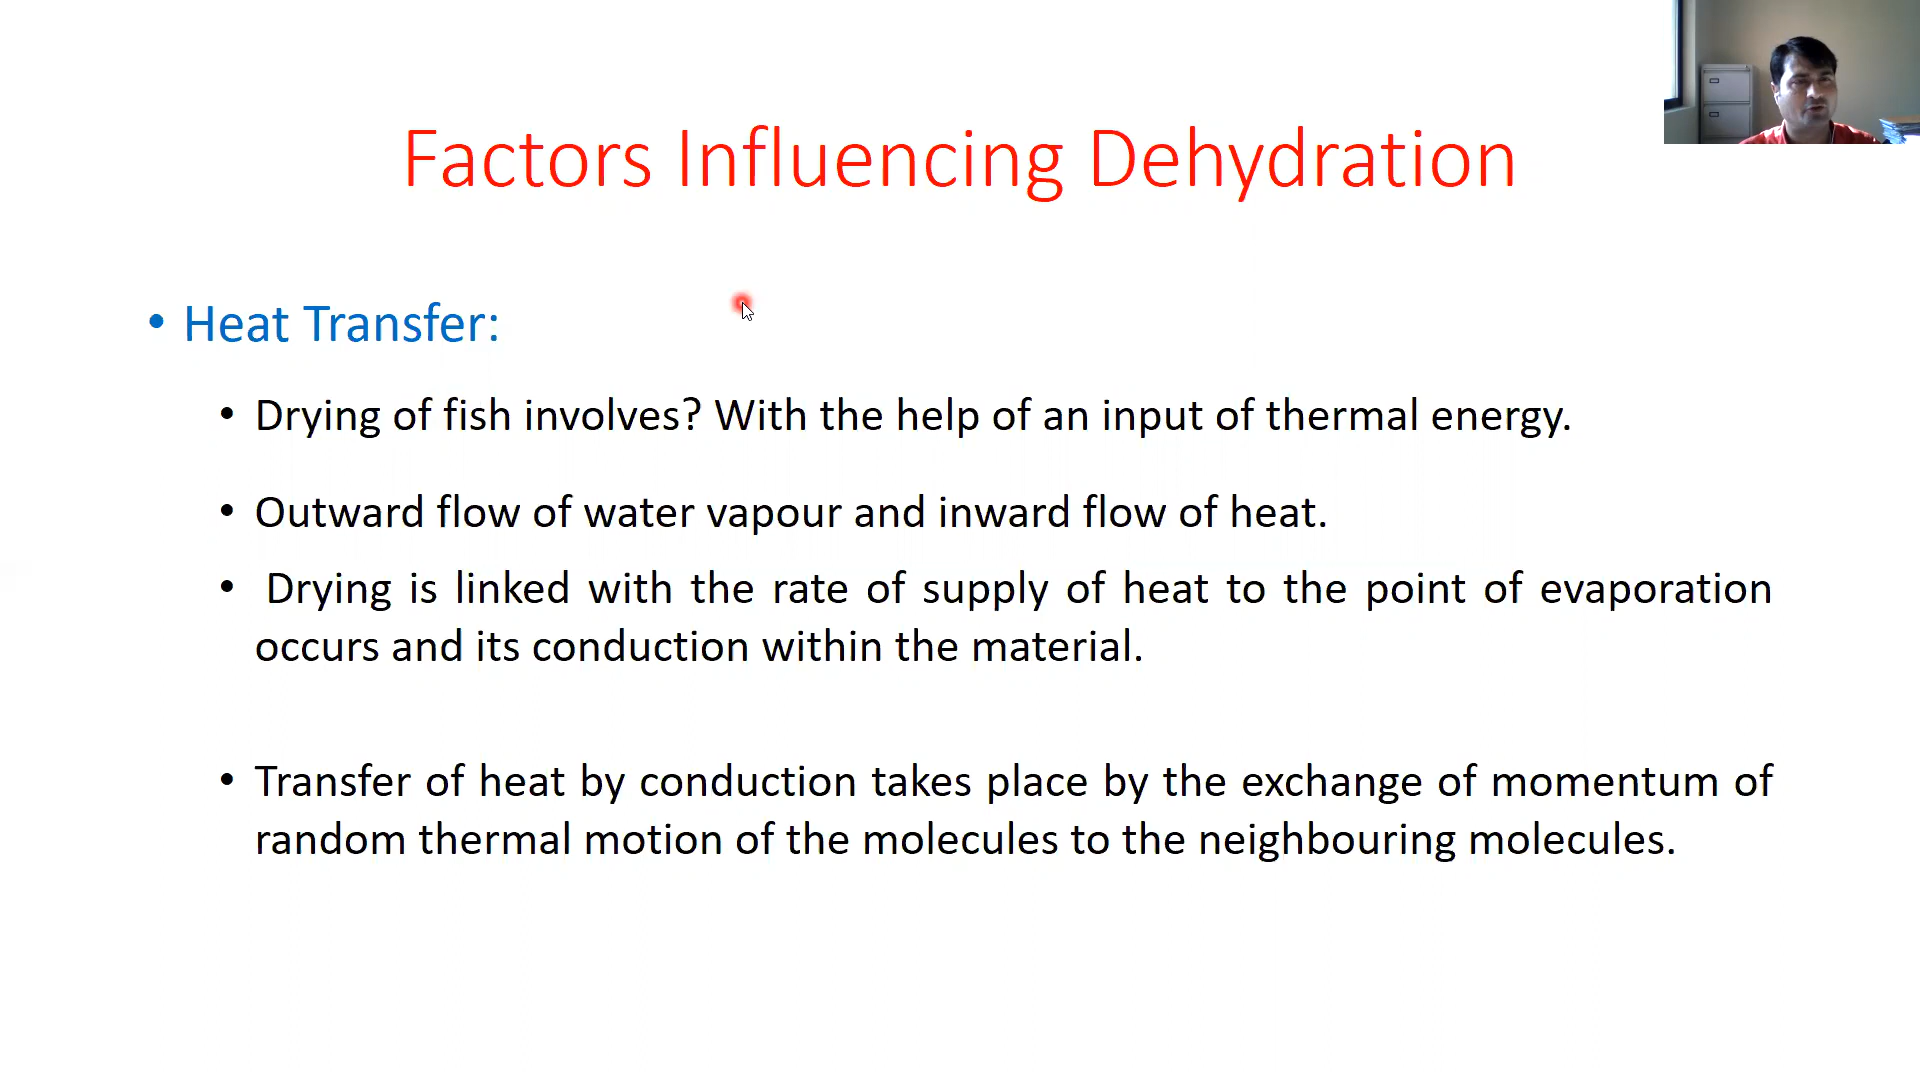 Factors Influencing Dehydration
• Heat Transfer:
• Drying of fish involves? With the help of an input of thermal energy.
• Outward flow of water vapour and inward flow of heat.
• Drying is linked with the rate of supply of heat to the point of evaporation
occurs and its conduction within the material.
• Transfer of heat by conduction takes place by the exchange of momentum of
random thermal motion of the molecules to the neighbouring molecules.